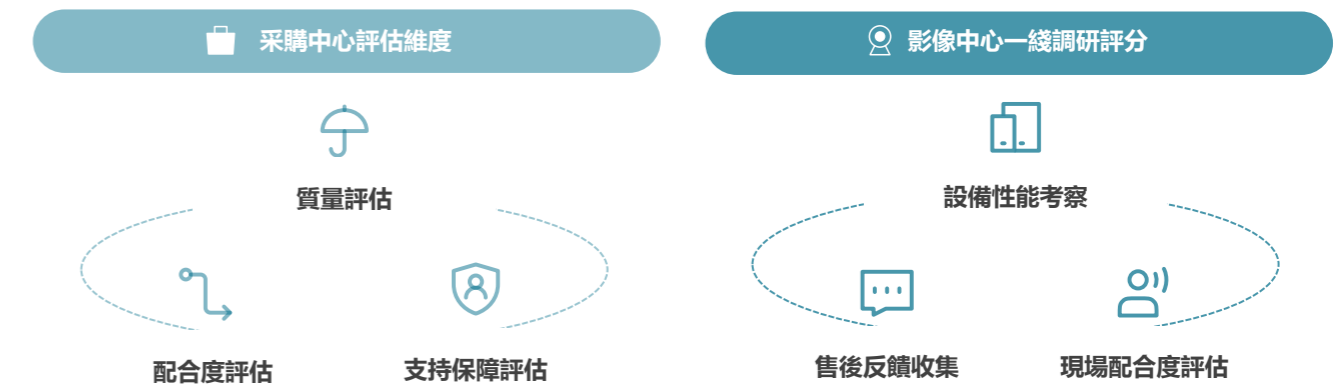 采購中心評估維度
質量評估
配合度評估
支持保障評估
影像中心一綫調研評分
設備性能考察
售後反饋收集
現場配合度評估